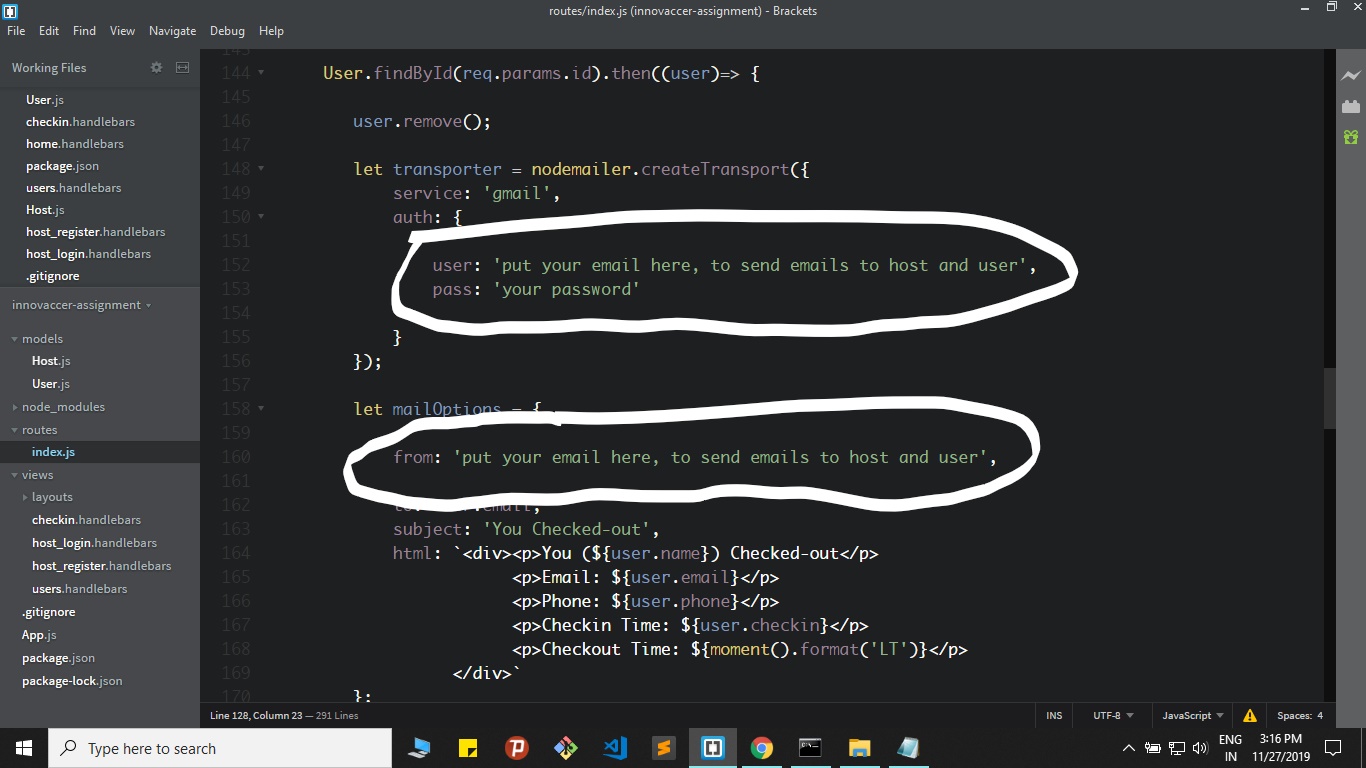 routes/index.js (innovaccer-assignment) - Brackets
File Edit Find View Navigate Debug Help
Working Files
User.js
checkin.handlebars
home.handlebars
package.json
users.handlebars
Host.js
host_register.handlebars
host_login.handlebars
.gitignore
innovaccer-assignment
models
Host.js
User.js
node_modules
routes
index.js
views
layouts
checkin.handlebars
host_login.handlebars
host_register.handlebars
users.handlebars
.gitignore
App.js
package.json
package-lock.json
143
144 User.findById(req.params.id).then((user)=> {
145
146 user.remove();
147
148 let transporter = nodemailer.createTransport({
149 service: 'gmail',
150 auth: {
151
152 user: 'put your email here, to send emails to host and user',
153 pass: 'your password'
154
155 }
156 });
157
158 let mailOptions = {
159
160 from: 'put your email here, to send emails to host and user',
161
162
163 subject: 'You Checked-out',
164 html: `<div><p>You (${user.name}) Checked-out</p>
165 <p>Email: ${user.email}</p>
166 <p>Phone: ${user.phone}</p>
167 <p>Checkin Time: ${user.checkin}</p>
168 <p>Checkout Time: ${moment().format('LT')}</p>
169 </div>`
170 };
Line 128, Column 23 — 291 Lines
INS UTF-8 JavaScript Spaces: 4
Type here to search
ENG 3:16 PM
IN 11/27/2019